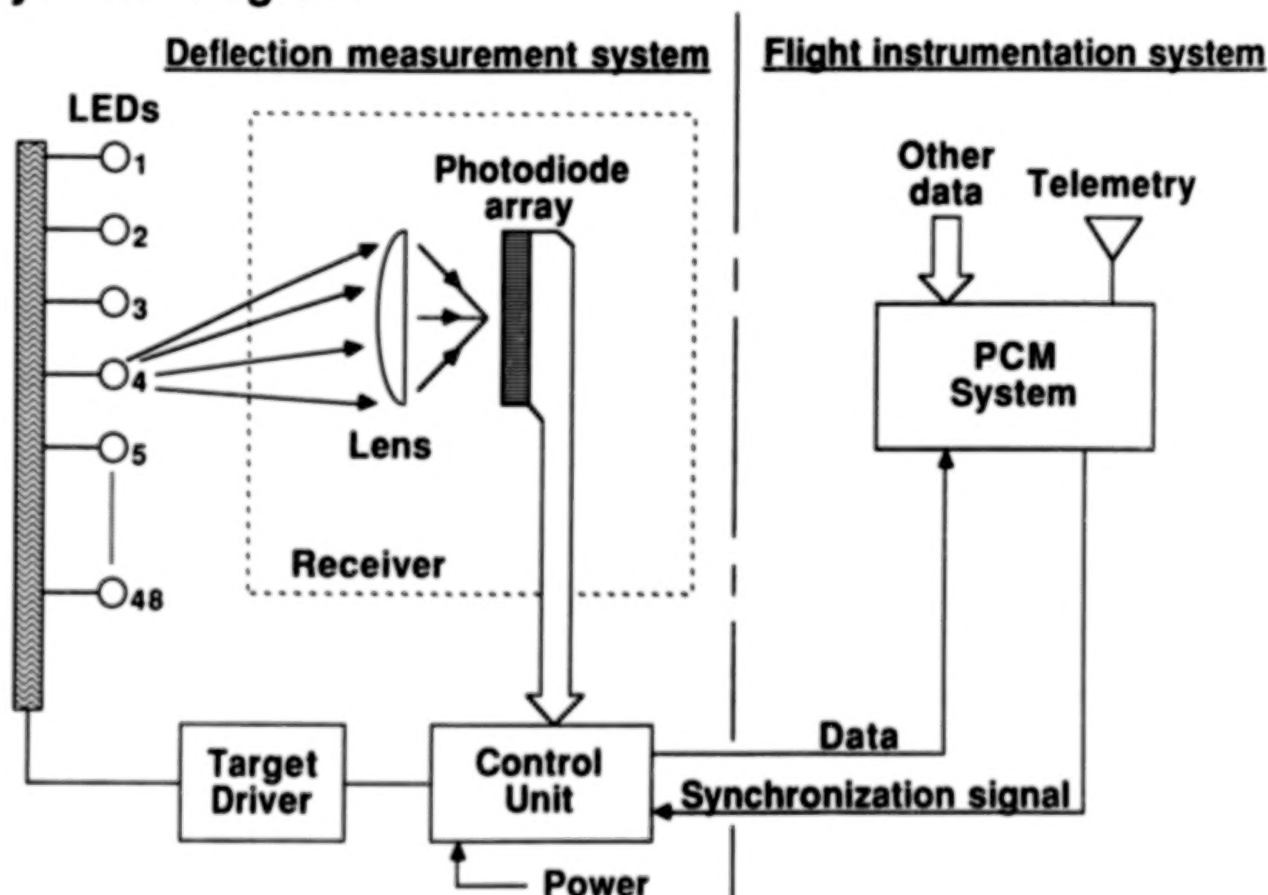 Deflection measurement system
Flight instrumentation system
LEDs
1
2
3
4
5
48
Photodiode
array
Lens
Receiver
Other
data
Telemetry
PCM
System
Target
Driver
Control
Unit
Data
Synchronization signal
Power